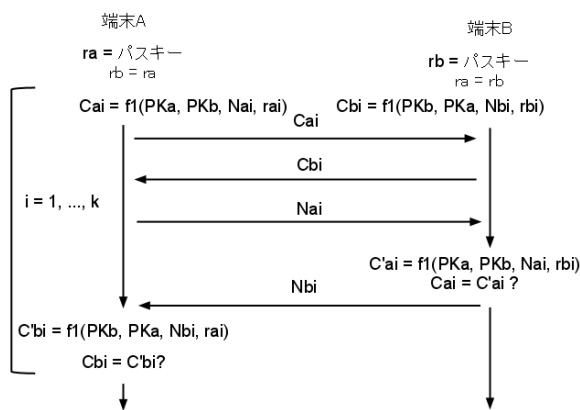 端末A
端末B
ra = パスキー
rb = ra
rb = パスキー
ra = rb
Cai = f1(PKa, PKb, Nai, rai)
Cbi = f1(PKb, PKa, Nbi, rbi)
Cai
Cbi
i = 1, ..., k
Nai
C'ai = f1(PKa, PKb, Nai, rbi)
Cai = C'ai ?
Nbi
C'bi = f1(PKb, PKa, Nbi, rai)
Cbi = C'bi?